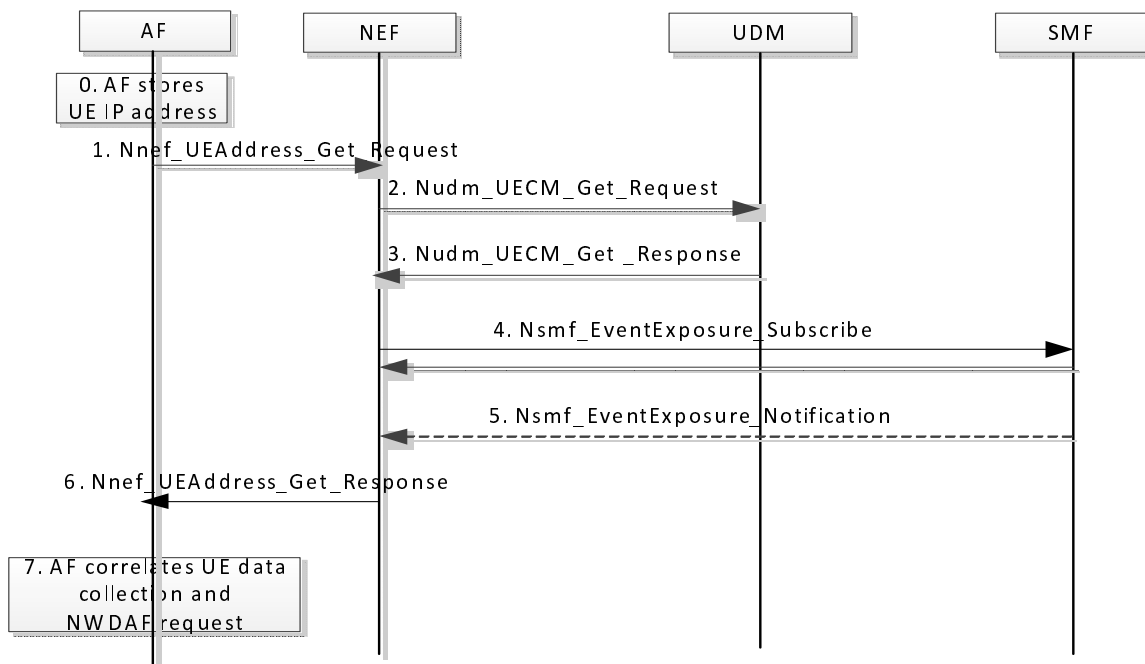 AF
NEF
UDM
SMF
0. AF stores
UE IP address
1. Nnef_UEAddress_Get_Request
2. Nudm_UECM_Get_Request
3. Nudm_UECM_Get _Response
4. Nsmf_EventExposure_Subscribe
5. Nsmf_EventExposure_Notification
6. Nnef_UEAddress_Get_Response
7. AF correlates UE data
collection and
NWDAF request